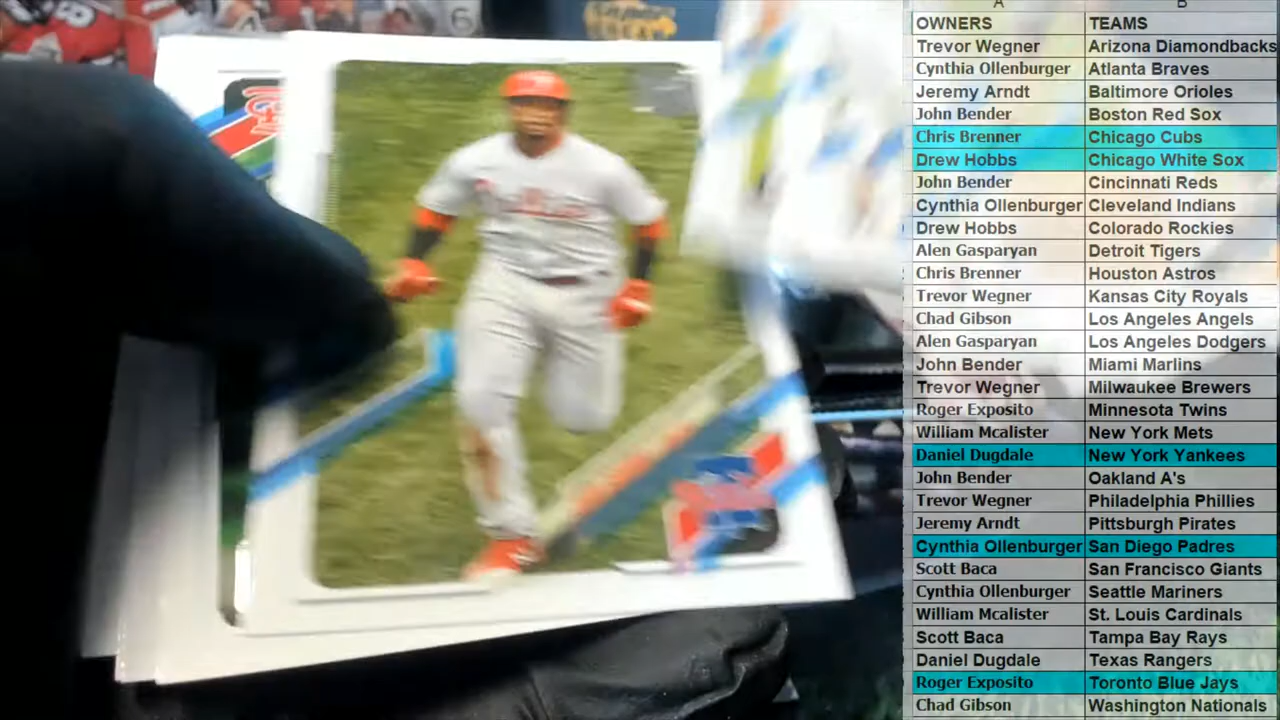 A B
OWNERS TEAMS
Trevor Wegner Arizona Diamondbacks
Cynthia Ollenburger Atlanta Braves
Jeremy Arndt Baltimore Orioles
John Bender Boston Red Sox
Chris Brenner Chicago Cubs
Drew Hobbs Chicago White Sox
John Bender Cincinnati Reds
Cynthia Ollenburger Cleveland Indians
Drew Hobbs Colorado Rockies
Alen Gasparyan Detroit Tigers
Chris Brenner Houston Astros
Trevor Wegner Kansas City Royals
Chad Gibson Los Angeles Angels
Alen Gasparyan Los Angeles Dodgers
John Bender Miami Marlins
Trevor Wegner Milwaukee Brewers
Roger Exposito Minnesota Twins
William Mcalister New York Mets
Daniel Dugdale New York Yankees
John Bender Oakland A's
Trevor Wegner Philadelphia Phillies
Jeremy Arndt Pittsburgh Pirates
Cynthia Ollenburger San Diego Padres
Scott Baca San Francisco Giants
Cynthia Ollenburger Seattle Mariners
William Mcalister St. Louis Cardinals
Scott Baca Tampa Bay Rays
Daniel Dugdale Texas Rangers
Roger Exposito Toronto Blue Jays
Chad Gibson Washington Nationals